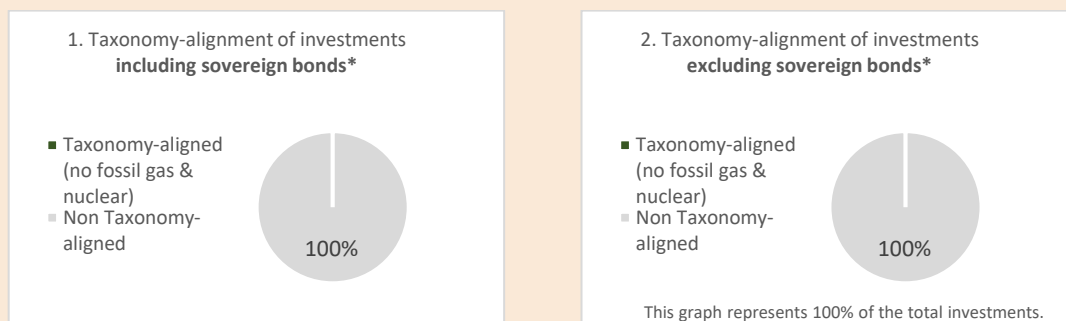 1. Taxonomy-alignment of investments
including sovereign bonds*
Taxonomy-aligned
(no fossil gas &
nuclear)
Non Taxonomy-
aligned
100%
2. Taxonomy-alignment of investments
excluding sovereign bonds*
Taxonomy-aligned
(no fossil gas &
nuclear)
Non Taxonomy-
aligned
100%
This graph represents 100% of the total investments.